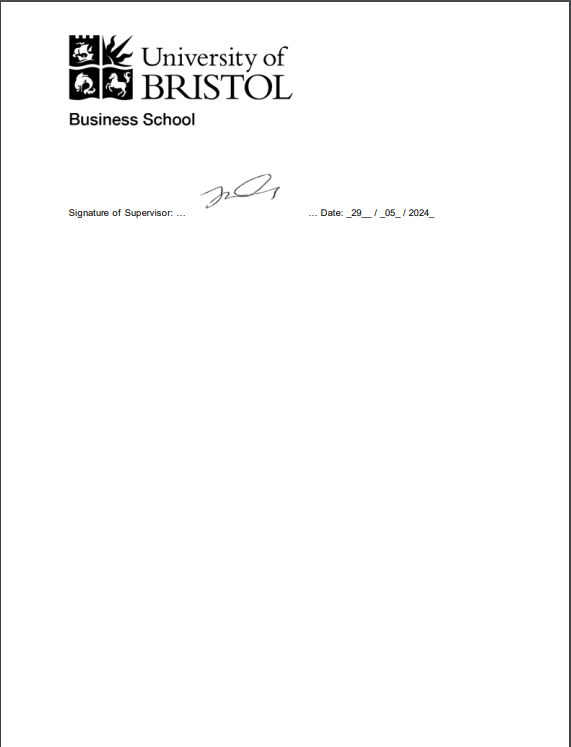 University of
BRISTOL
Business School
Signature of Supervisor: … … Date: _29__ / _05_ / 2024_